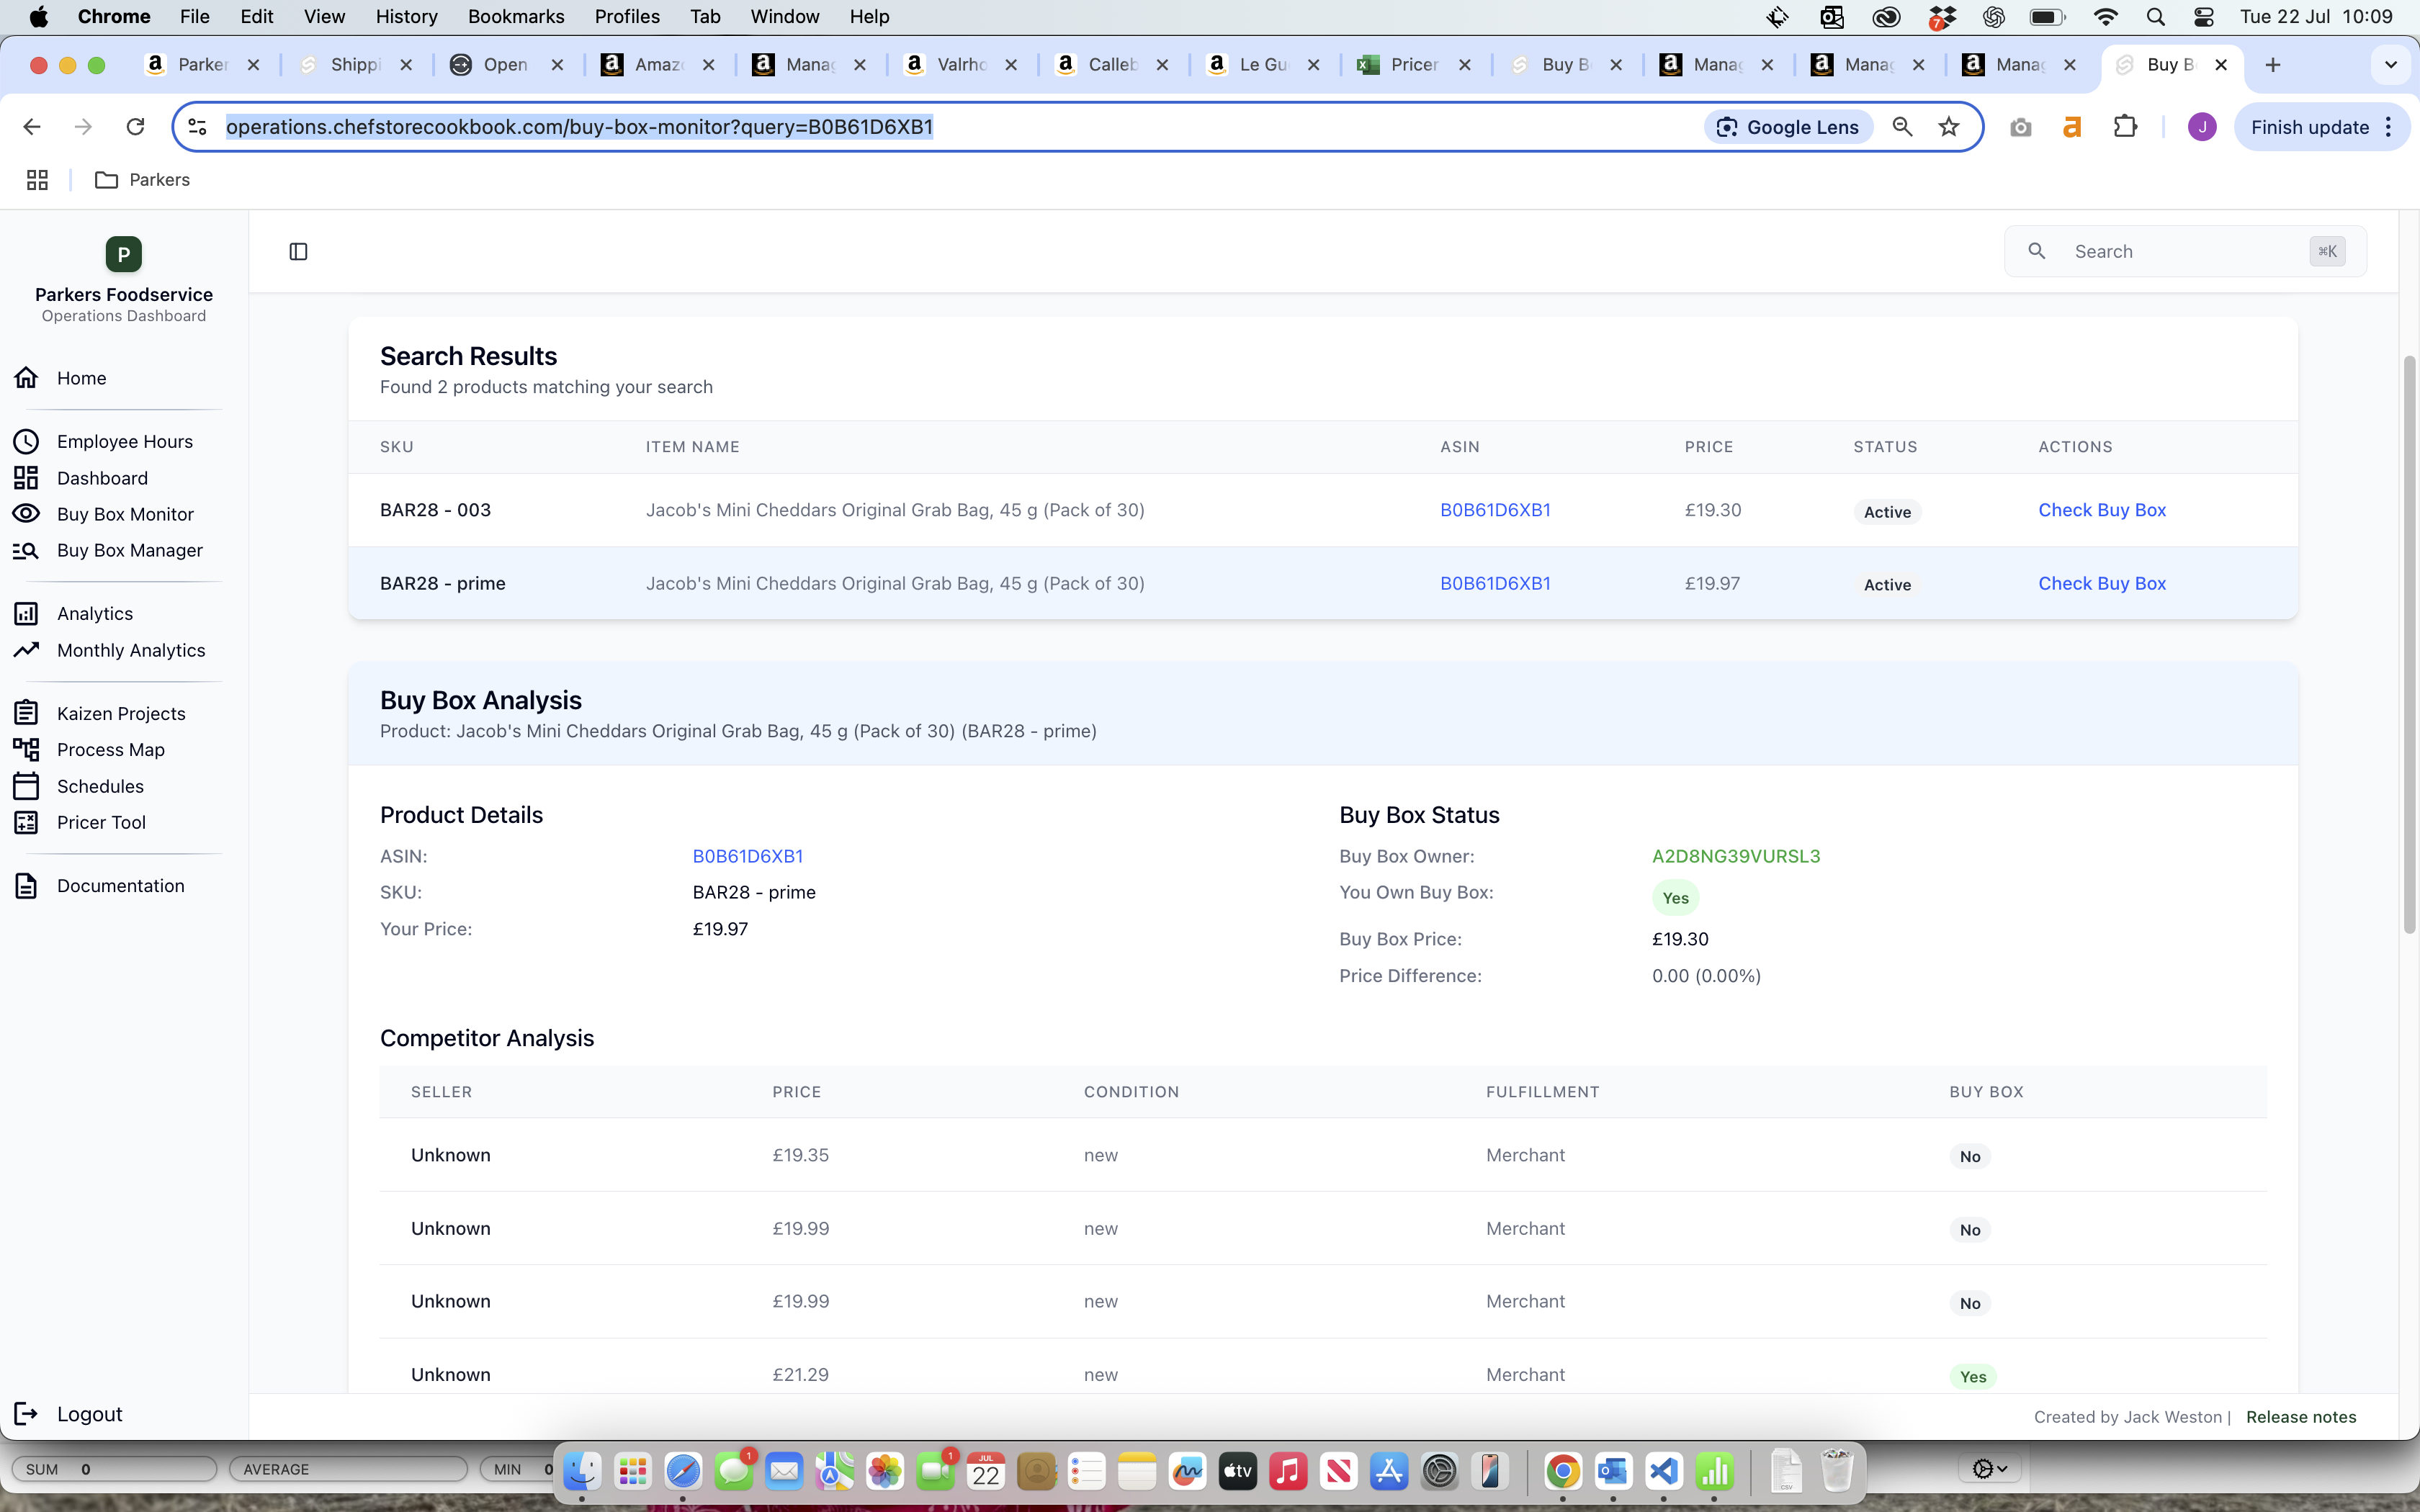 Chrome File Edit View History Bookmarks Profiles Tab Window Help
7
Tue 22 Jul 10:09
Parker Shippi Open Amaz Manag Valrho Calleb Le Gu Pricer Buy B Manag Manag Manag Buy B
operations.chefstorecookbook.com/buy-box-monitor?query=B0B61D6XB1
Google Lens
J
Finish update
Parkers
P
Parkers Foodservice
Operations Dashboard
Home
Employee Hours
Dashboard
Buy Box Monitor
Buy Box Manager
Analytics
Monthly Analytics
Kaizen Projects
Process Map
Schedules
Pricer Tool
Documentation
Logout
Search ⌘K
Search Results
Found 2 products matching your search
SKU ITEM NAME ASIN PRICE STATUS ACTIONS
BAR28 - 003 Jacob's Mini Cheddars Original Grab Bag, 45 g (Pack of 30) B0B61D6XB1 £19.30 Active Check Buy Box
BAR28 - prime Jacob's Mini Cheddars Original Grab Bag, 45 g (Pack of 30) B0B61D6XB1 £19.97 Active Check Buy Box
Buy Box Analysis
Product: Jacob's Mini Cheddars Original Grab Bag, 45 g (Pack of 30) (BAR28 - prime)
Product Details
ASIN: B0B61D6XB1
SKU: BAR28 - prime
Your Price: £19.97
Buy Box Status
Buy Box Owner: A2D8NG39VURSL3
You Own Buy Box: Yes
Buy Box Price: £19.30
Price Difference: 0.00 (0.00%)
Competitor Analysis
SELLER PRICE CONDITION FULFILLMENT BUY BOX
Unknown £19.35 new Merchant No
Unknown £19.99 new Merchant No
Unknown £19.99 new Merchant No
Unknown £21.29 new Merchant Yes
Created by Jack Weston | Release notes
SUM 0 AVERAGE MIN 0
1 1 JUL 22 tv
CSV